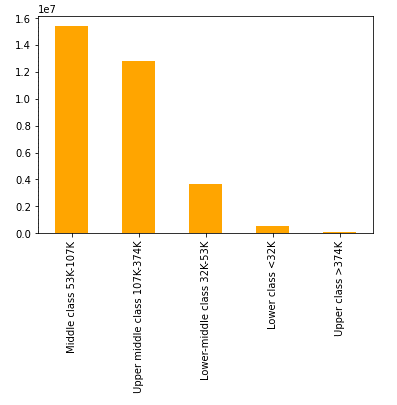 1e7
1.6
1.4
1.2
1.0
0.8
0.6
0.4
0.2
0.0
Middle class 53K-107K
Upper middle class 107K-374K
Lower-middle class 32K-53K
Lower class <32K
Upper class >374K